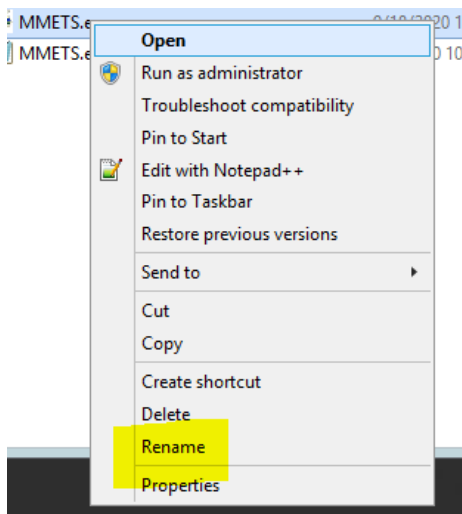 MMETS.e
Open
MMETS.e
Run as administrator
Troubleshoot compatibility
Pin to Start
Edit with Notepad++
Pin to Taskbar
Restore previous versions
Send to
Cut
Copy
Create shortcut
Delete
Rename
Properties